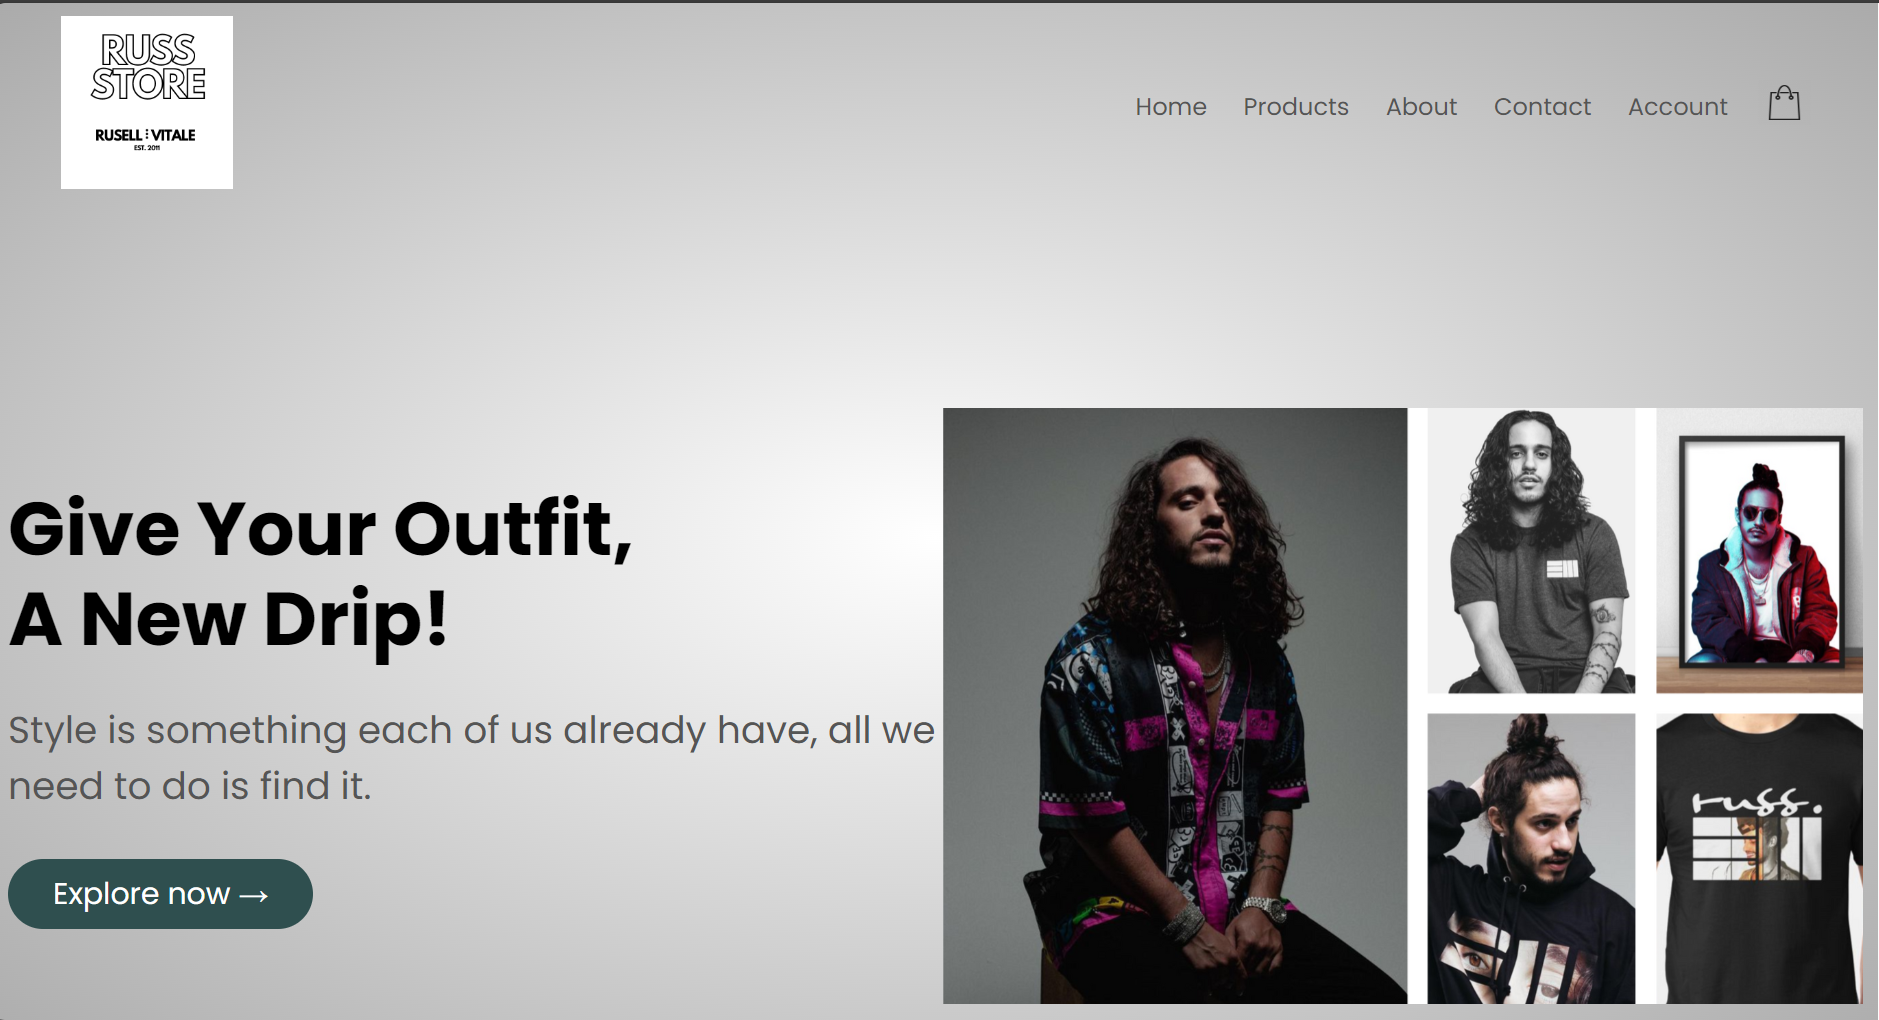 RUSS
STORE
RUSELL : VITALE
EST. 2011
Home Products About Contact Account
Give Your Outfit,
A New Drip!
Style is something each of us already have, all we
need to do is find it.
Explore now →
russ.